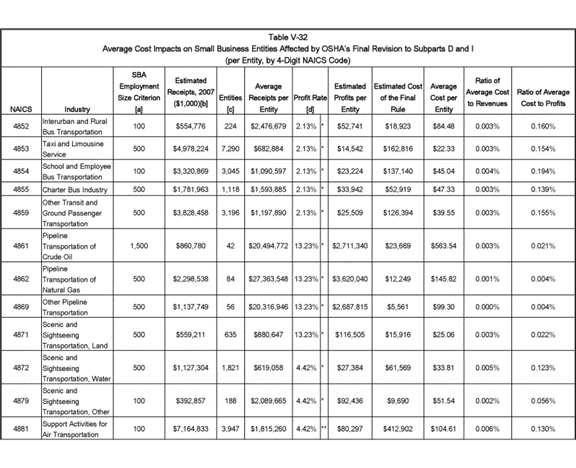 Table V-32
Average Cost Impacts on Small Business Entities Affected by OSHA's Final Revision to Subparts D and I
(per Entity, by 4-Digit NAICS Code)
NAICS Industry SBA Employment Size Criterion [a] Estimated Receipts, 2007 ($1,000)[b] Entities [c] Average Receipts per Entity Profit Rate [d] Estimated Profits per Entity Estimated Cost of the Final Rule Average Cost per Entity Ratio of Average Cost to Revenues Ratio of Average Cost to Profits
4852 Interurban and Rural Bus Transportation 100 $554,776 224 $2,476,679 2.13% * $52,741 $18,923 $84.48 0.003% 0.160%
4853 Taxi and Limousine Service 500 $4,978,224 7,290 $682,884 2.13% * $14,542 $162,816 $22.33 0.003% 0.154%
4854 School and Employee Bus Transportation 100 $3,320,869 3,045 $1,090,597 2.13% * $23,224 $137,140 $45.04 0.004% 0.194%
4855 Charter Bus Industry 500 $1,781,963 1,118 $1,593,885 2.13% * $33,942 $52,919 $47.33 0.003% 0.139%
4859 Other Transit and Ground Passenger Transportation 500 $3,828,458 3,196 $1,197,890 2.13% * $25,509 $126,394 $39.55 0.003% 0.155%
4861 Pipeline Transportation of Crude Oil 1,500 $860,780 42 $20,494,772 13.23% * $2,711,340 $23,669 $563.54 0.003% 0.021%
4862 Pipeline Transportation of Natural Gas 500 $2,298,538 84 $27,363,548 13.23% * $3,620,040 $12,249 $145.82 0.001% 0.004%
4869 Other Pipeline Transportation 500 $1,137,749 56 $20,316,946 13.23% * $2,687,815 $5,561 $99.30 0.000% 0.004%
4871 Scenic and Sightseeing Transportation, Land 500 $559,211 635 $880,647 13.23% * $116,505 $15,916 $25.06 0.003% 0.022%
4872 Scenic and Sightseeing Transportation, Water 500 $1,127,304 1,821 $619,058 4.42% * $27,384 $61,569 $33.81 0.005% 0.123%
4879 Scenic and Sightseeing Transportation, Other 100 $392,857 188 $2,089,665 4.42% * $92,436 $9,690 $51.54 0.002% 0.056%
4881 Support Activities for Air Transportation 100 $7,164,833 3,947 $1,815,260 4.42% ** $80,297 $412,902 $104.61 0.006% 0.130%